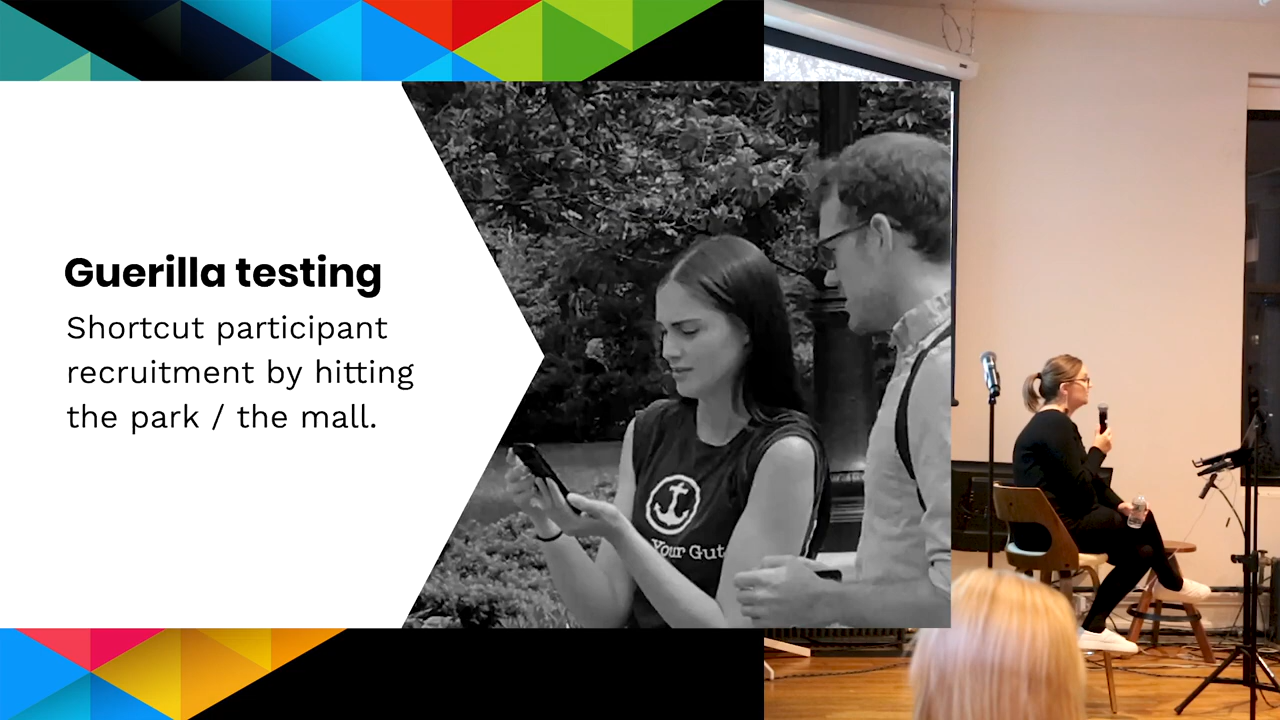 Guerilla testing
Shortcut participant
recruitment by hitting
the park / the mall.
Your Gut